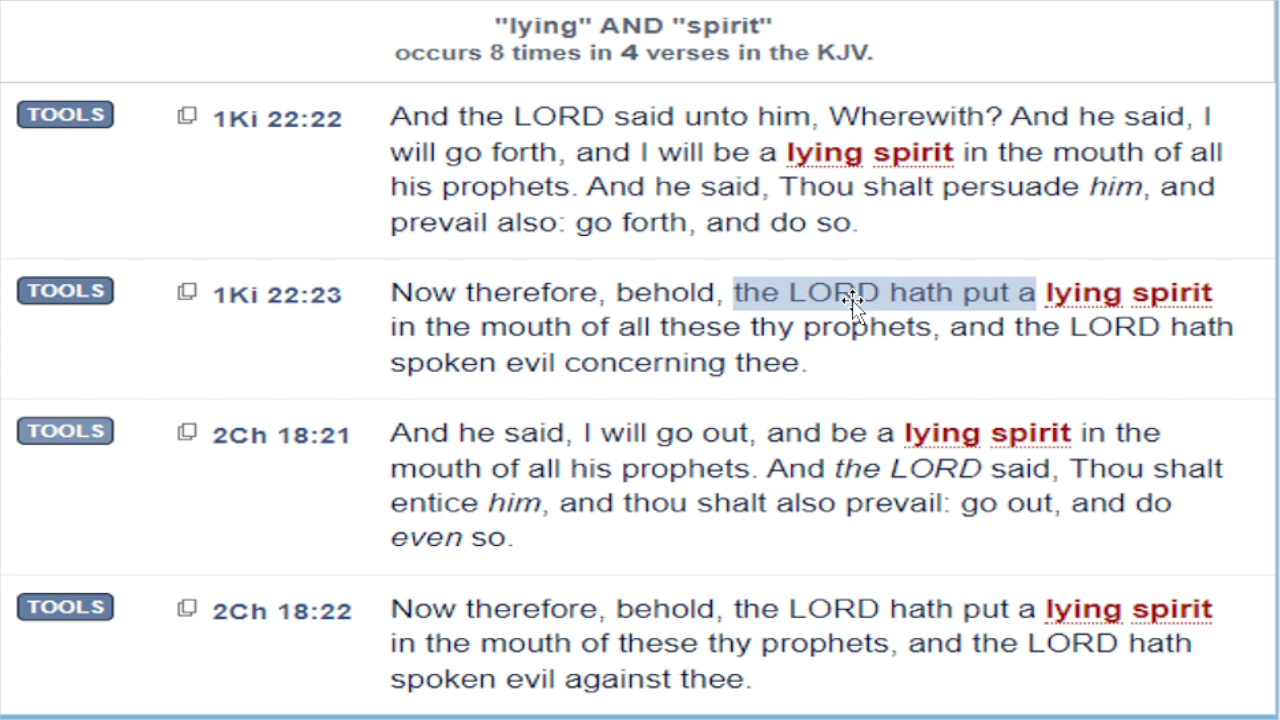 "lying" AND "spirit"
occurs 8 times in 4 verses in the KJV.
TOOLS 1Ki 22:22 And the LORD said unto him, Wherewith? And he said, I
will go forth, and I will be a lying spirit in the mouth of all
his prophets. And he said, Thou shalt persuade him, and
prevail also: go forth, and do so.
TOOLS 1Ki 22:23 Now therefore, behold, the LORD hath put a lying spirit
in the mouth of all these thy prophets, and the LORD hath
spoken evil concerning thee.
TOOLS 2Ch 18:21 And he said, I will go out, and be a lying spirit in the
mouth of all his prophets. And the LORD said, Thou shalt
entice him, and thou shalt also prevail: go out, and do
even so.
TOOLS 2Ch 18:22 Now therefore, behold, the LORD hath put a lying spirit
in the mouth of these thy prophets, and the LORD hath
spoken evil against thee.